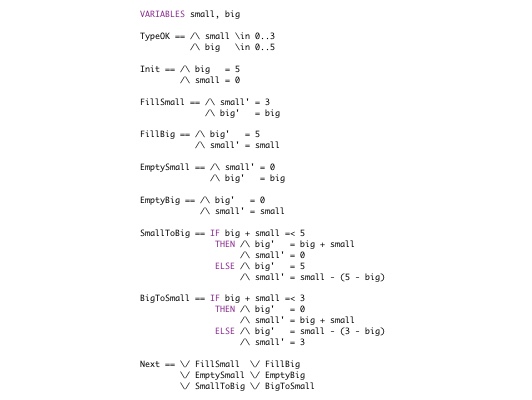 VARIABLES small, big
TypeOK == /\ small \in 0..3
/\ big \in 0..5
Init == /\ big = 5
/\ small = 0
FillSmall == /\ small' = 3
/\ big' = big
FillBig == /\ big' = 5
/\ small' = small
EmptySmall == /\ small' = 0
/\ big' = big
EmptyBig == /\ big' = 0
/\ small' = small
SmallToBig == IF big + small =< 5
THEN /\ big' = big + small
/\ small' = 0
ELSE /\ big' = 5
/\ small' = small - (5 - big)
BigToSmall == IF big + small =< 3
THEN /\ big' = 0
/\ small' = big + small
ELSE /\ big' = small - (3 - big)
/\ small' = 3
Next == \/ FillSmall \/ FillBig
\/ EmptySmall \/ EmptyBig
\/ SmallToBig \/ BigToSmall